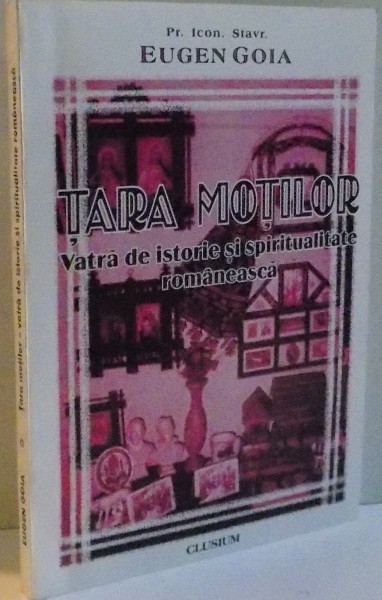 Pr. Icon. Stavr.
EUGEN GOIA
ȚARA MOȚILOR
Vatră de istorie și spiritualitate
românească
CLUSIUM
EUGEN GOIA Țara moților - vatră de istorie și spiritualitate românească